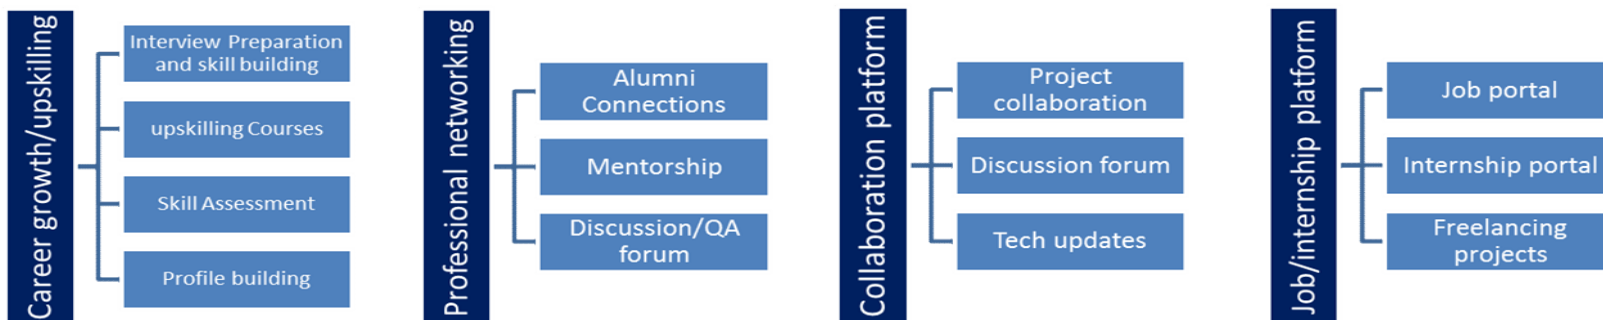 Career growth/upskilling
Interview Preparation
and skill building
upskilling Courses
Skill Assessment
Profile building
Professional networking
Alumni
Connections
Mentorship
Discussion/QA
forum
Collaboration platform
Project
collaboration
Discussion forum
Tech updates
Job/internship platform
Job portal
Internship portal
Freelancing
projects